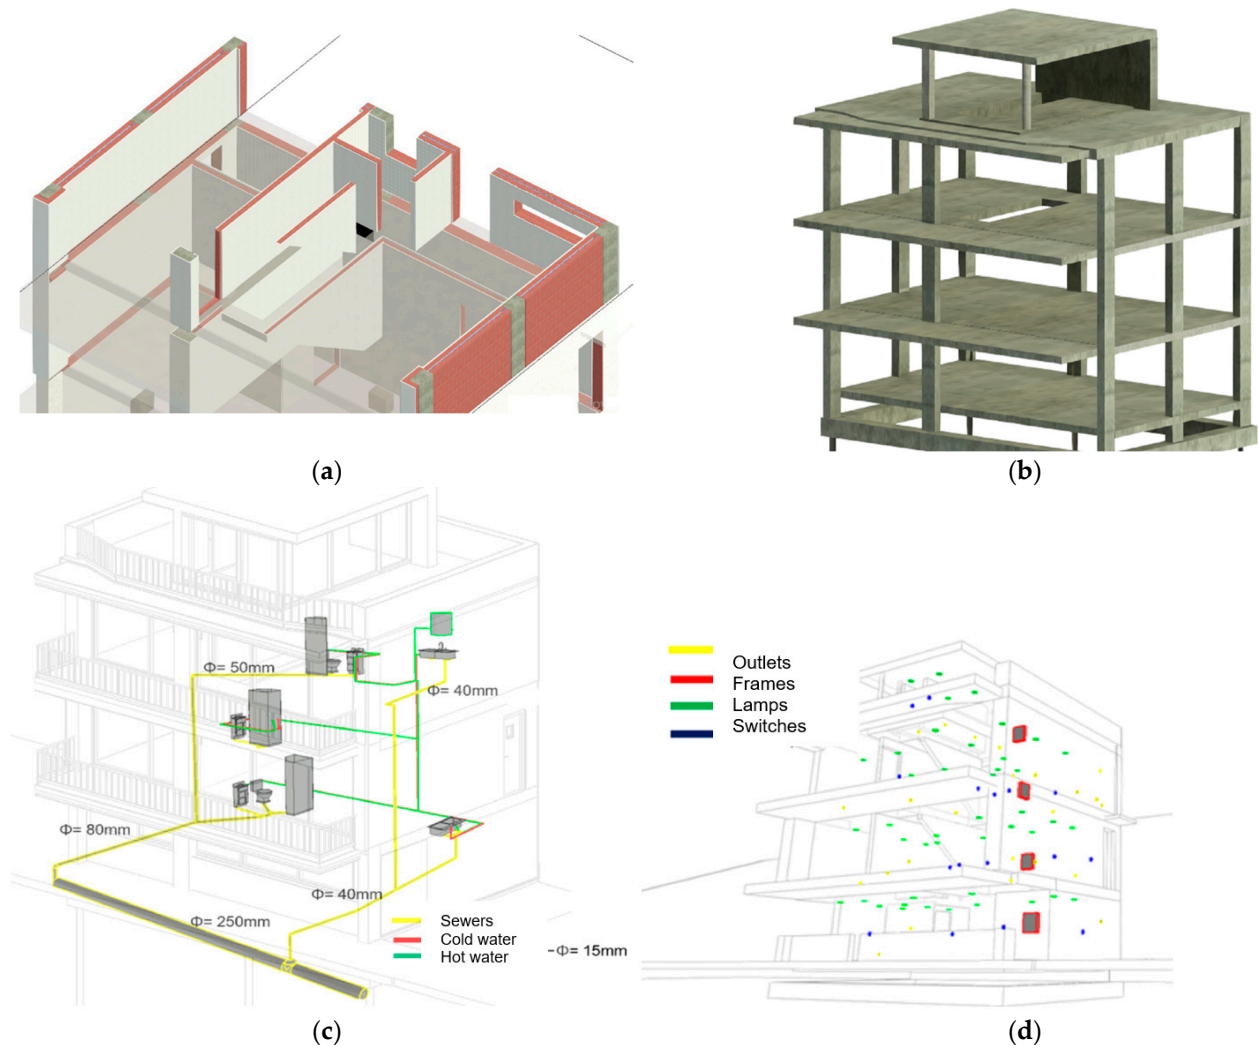 (a)
(b)
Φ= 50mm
Φ= 40mm
Φ= 80mm
Φ= 40mm
Φ= 250mm
Sewers
Cold water
Hot water
-Φ= 15mm
(c)
Outlets
Frames
Lamps
Switches
(d)